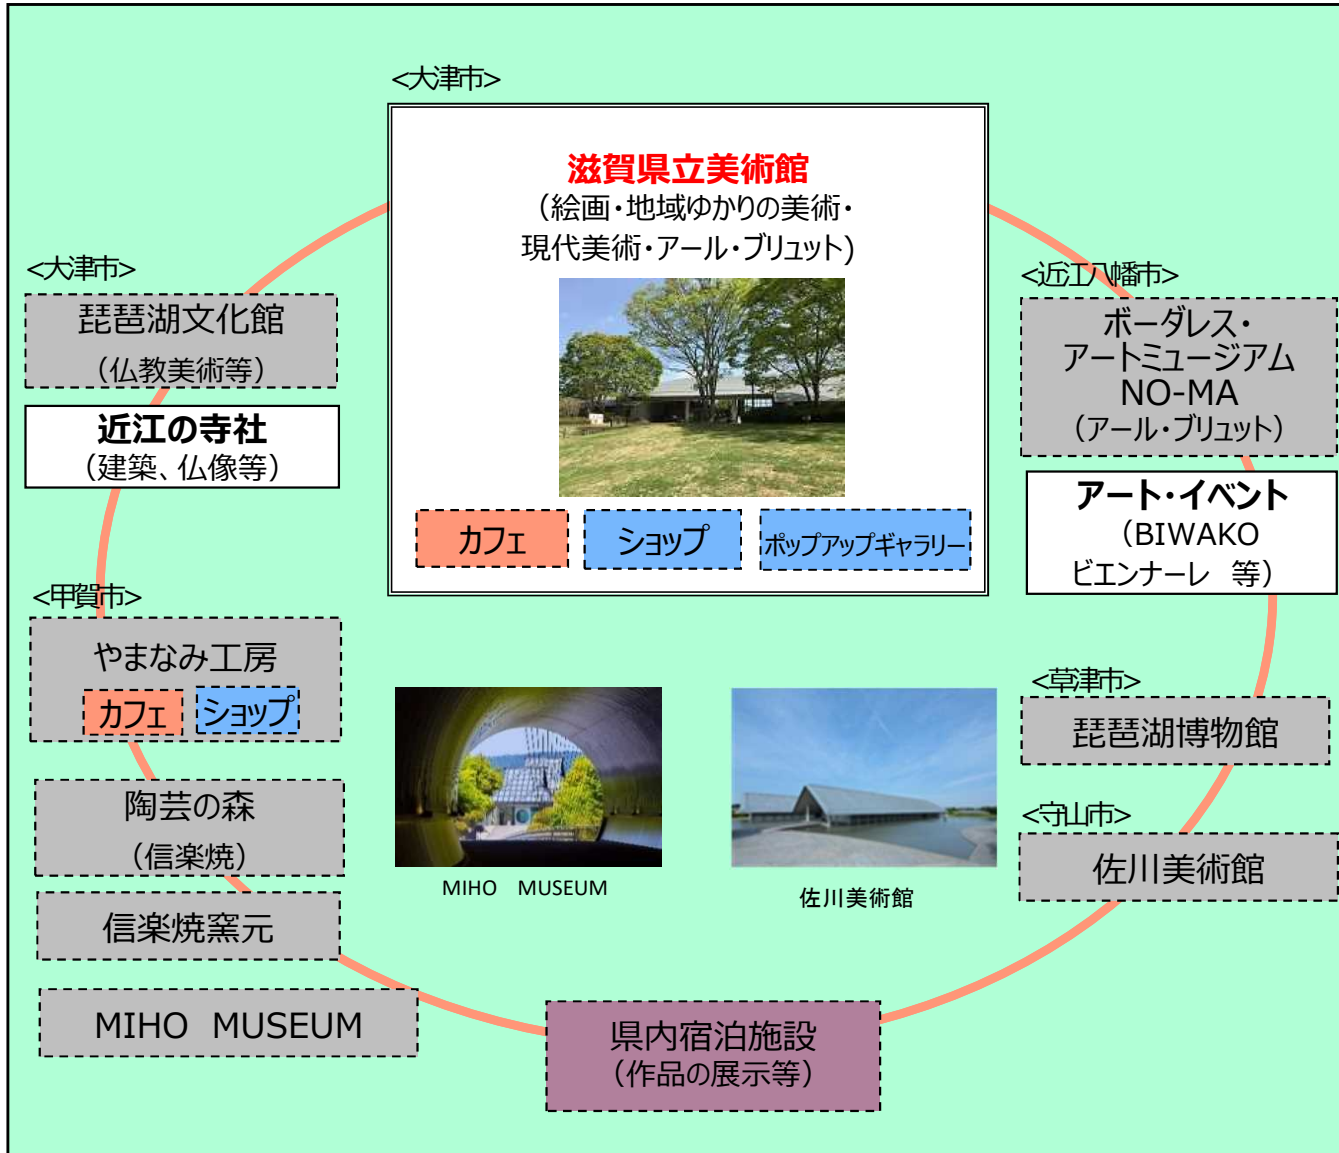 <大津市>
滋賀県立美術館
（絵画・地域ゆかりの美術・
現代美術・アール・ブリュット)
カフェ
ショップ
ポップアップギャラリー
<大津市>
琵琶湖文化館
（仏教美術等）
近江の寺社
（建築、仏像等）
<甲賀市>
やまなみ工房
カフェ
ショップ
陶芸の森
（信楽焼）
信楽焼窯元
MIHO MUSEUM
<近江八幡市>
ボーダレス・
アートミュージアム
NO-MA
（アール・ブリュット）
アート・イベント
（BIWAKO
ビエンナーレ 等）
<草津市>
琵琶湖博物館
<守山市>
佐川美術館
MIHO MUSEUM
佐川美術館
県内宿泊施設
（作品の展示等）